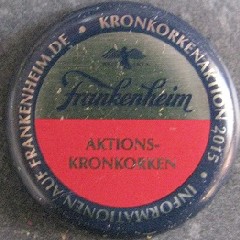 KRONKORKENAKTION 2015 • INFORMATIONEN AUF FRANKENHEIM.DE •
Frankenheim
AKTIONS-
KRONKORKEN